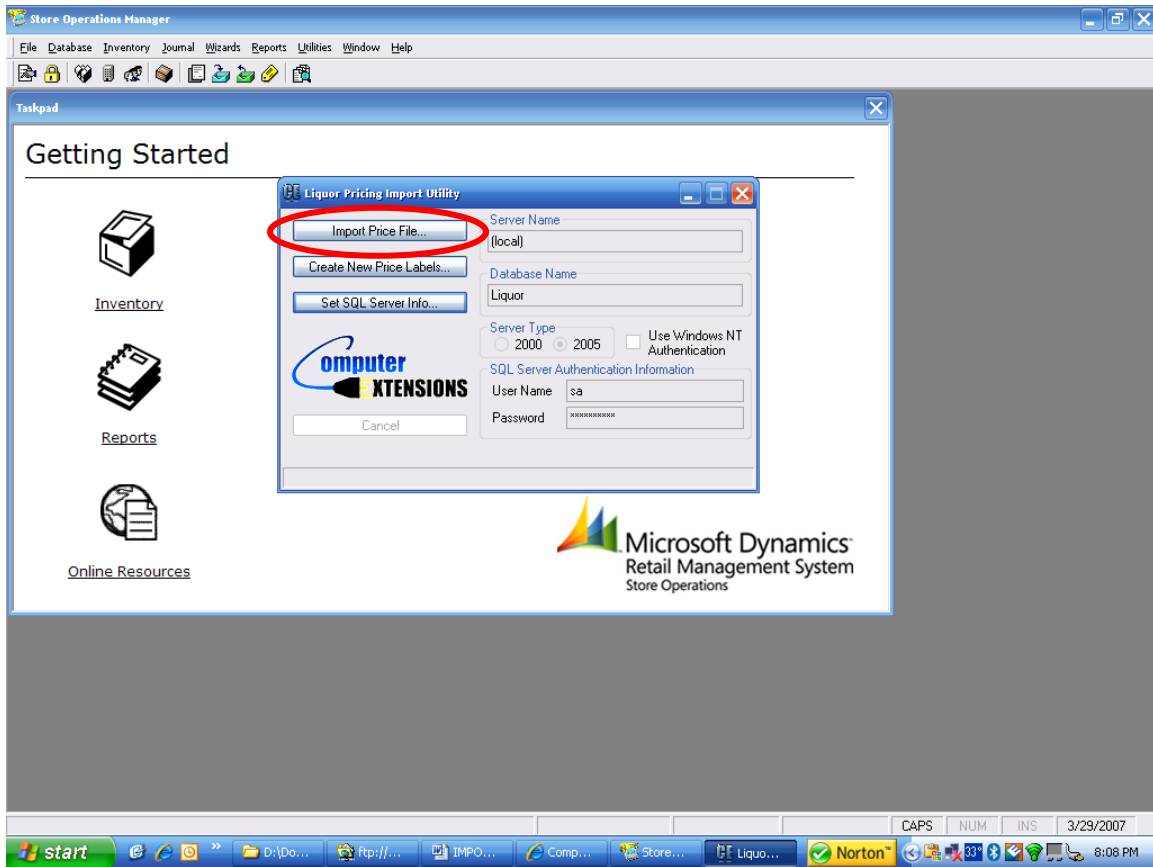 Store Operations Manager
File Database Inventory Journal Wizards Reports Utilities Window Help
Taskpad
Getting Started
Inventory
Reports
Online Resources
Liquor Pricing Import Utility
Import Price File...
Create New Price Labels...
Set SQL Server Info...
Computer
EXTENSIONS
Cancel
Server Name
(local)
Database Name
Liquor
Server Type
2000 2005
Use Windows NT
Authentication
SQL Server Authentication Information
User Name sa
Password **********
Microsoft Dynamics
Retail Management System
Store Operations
CAPS NUM INS 3/29/2007
start D:\Do... ftp://... IMPO... Comp... Store... CE Liquo... Norton™ 33° 8:08 PM